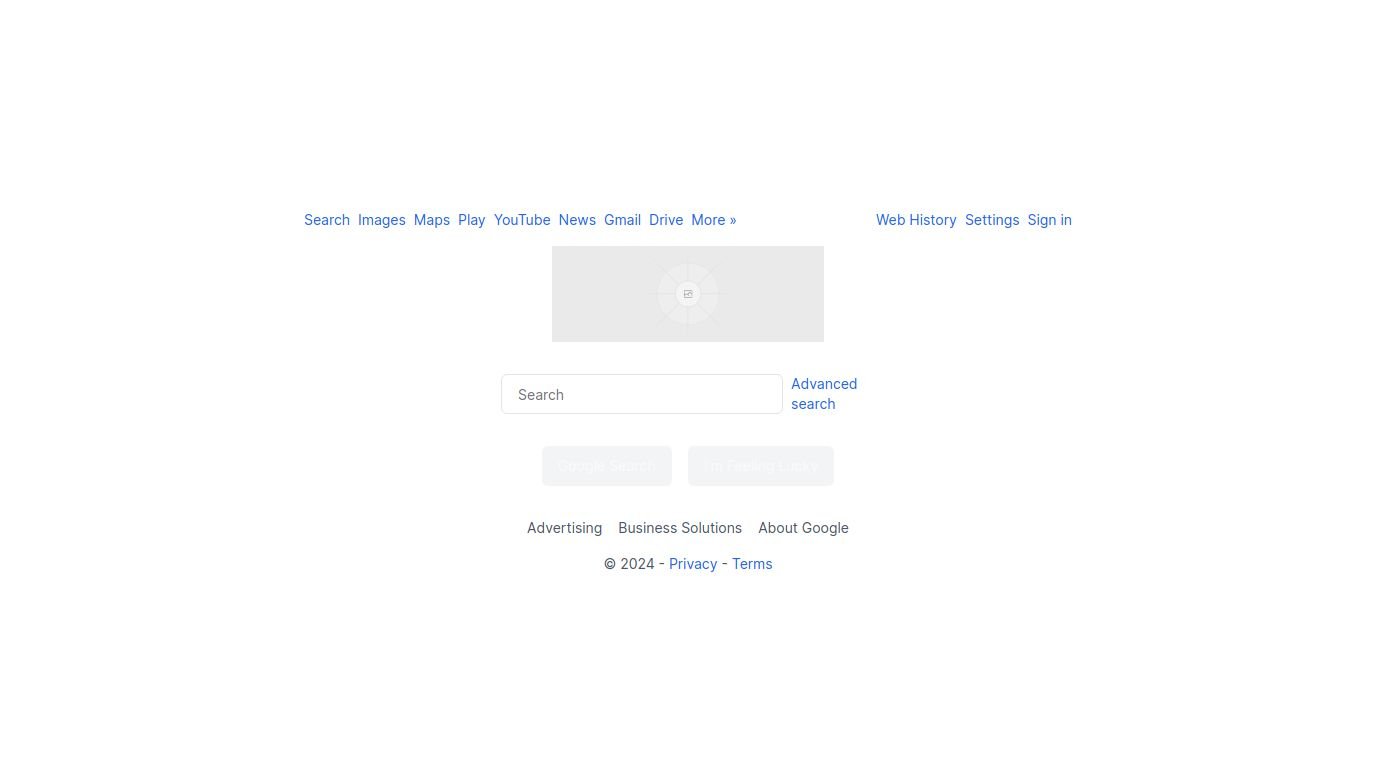 Search Images Maps Play YouTube News Gmail Drive More » Web History Settings Sign in
Search
Advanced
search
Google Search I'm Feeling Lucky
Advertising Business Solutions About Google
© 2024 - Privacy - Terms